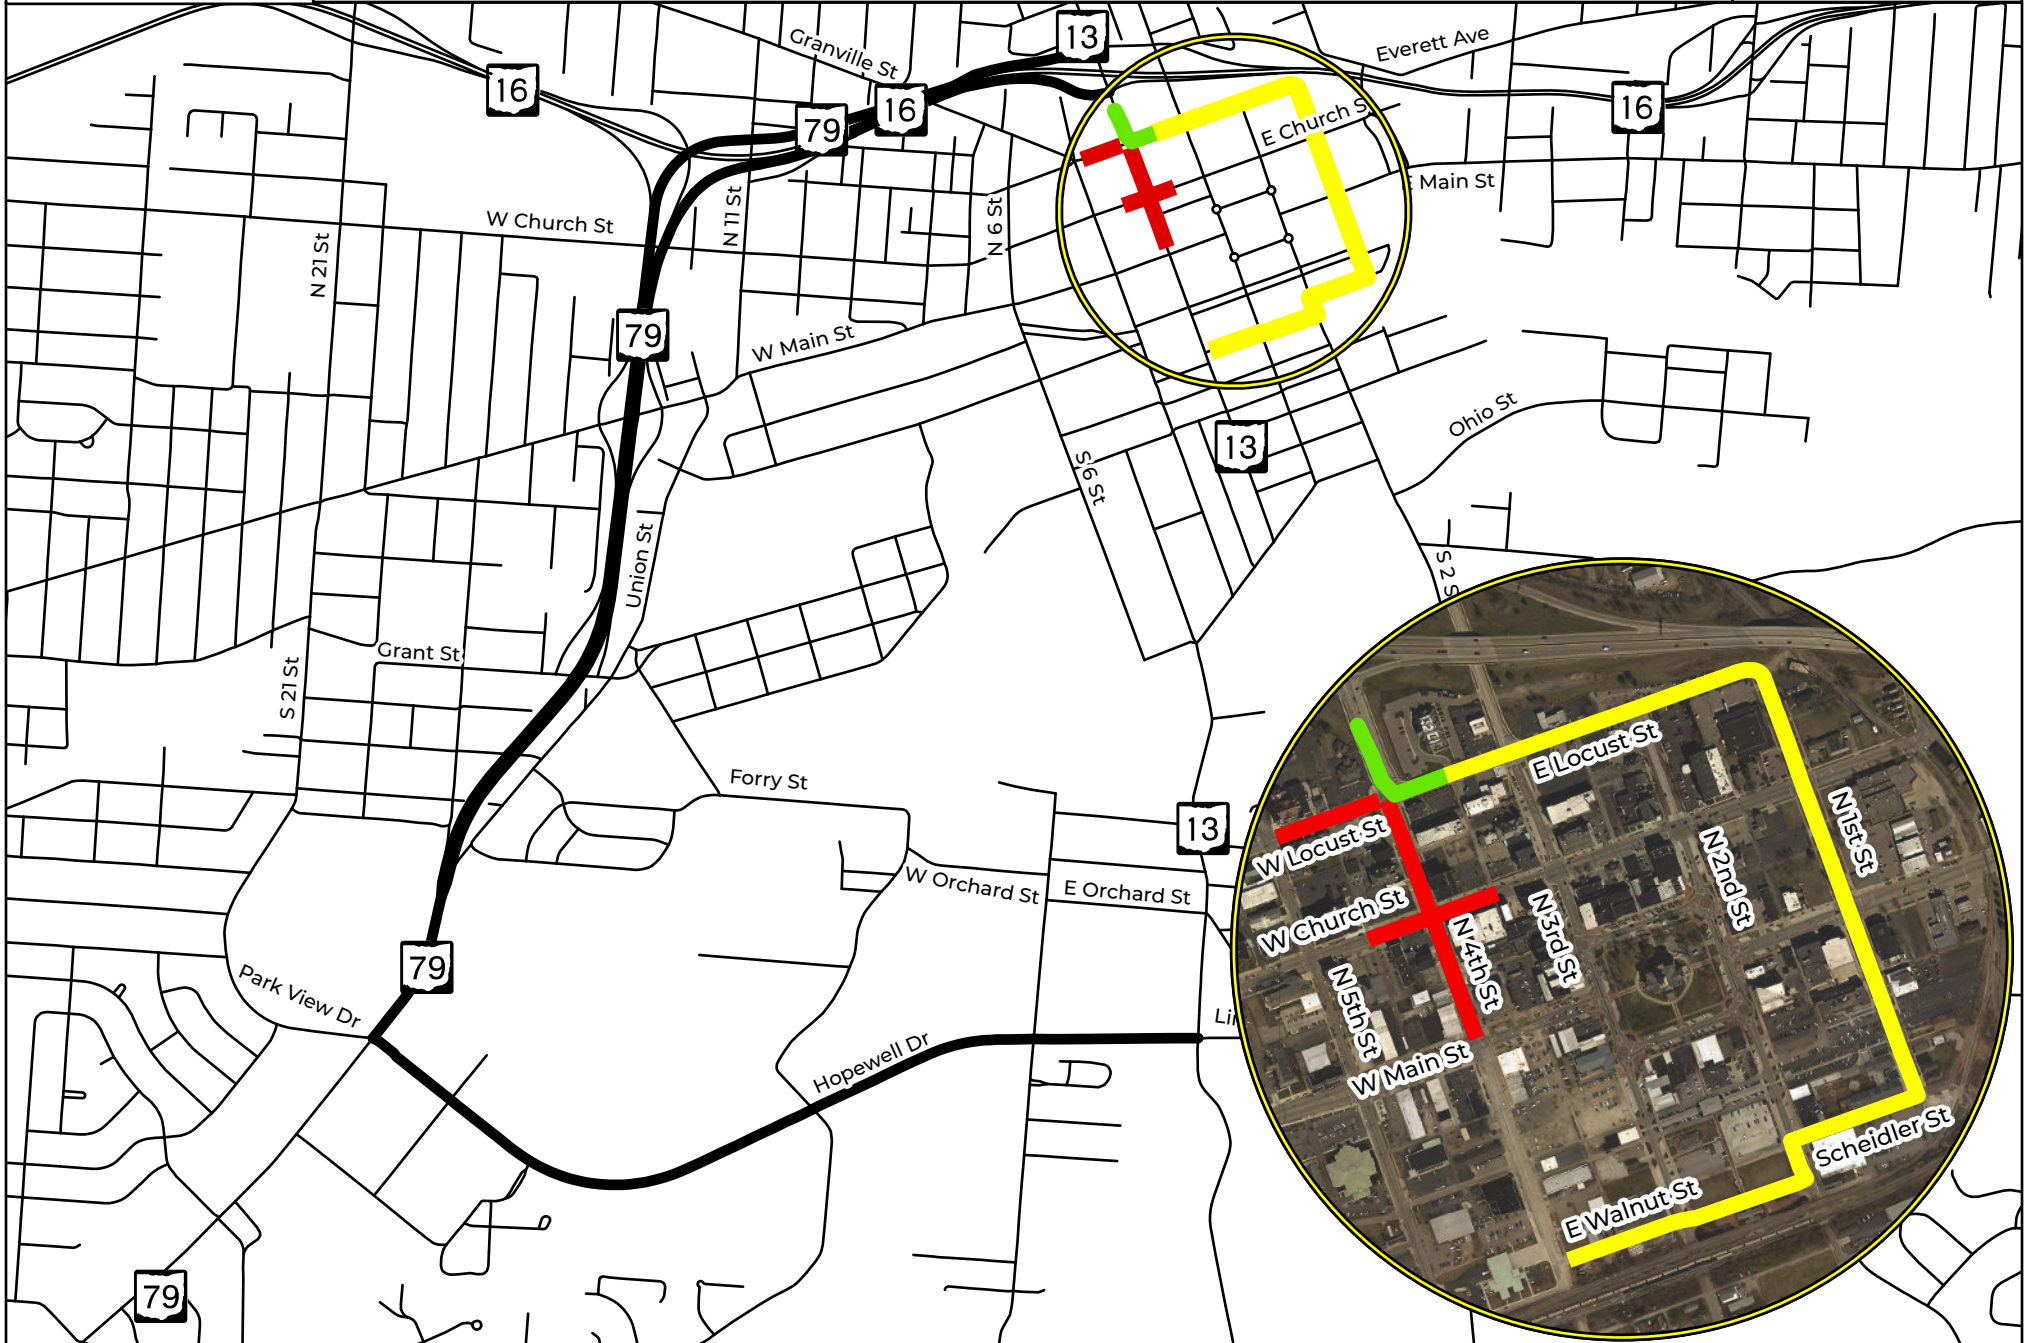 13
Granville St
Everett Ave
16
16
16
79
E Church S
E Main St
N 11 St
N 6 St
W Church St
N 21 St
79
W Main St
Ohio St
13
S 6 St
Union St
S 2 S
Grant St
S 21 St
Forry St
13
W Orchard St
E Orchard St
79
Park View Dr
Hopewell Dr
Lin
79
E Locust St
W Locust St
N 1st St
N 2nd St
W Church St
N 3rd St
N 4th St
N 5th St
W Main St
Scheidler St
E Walnut St